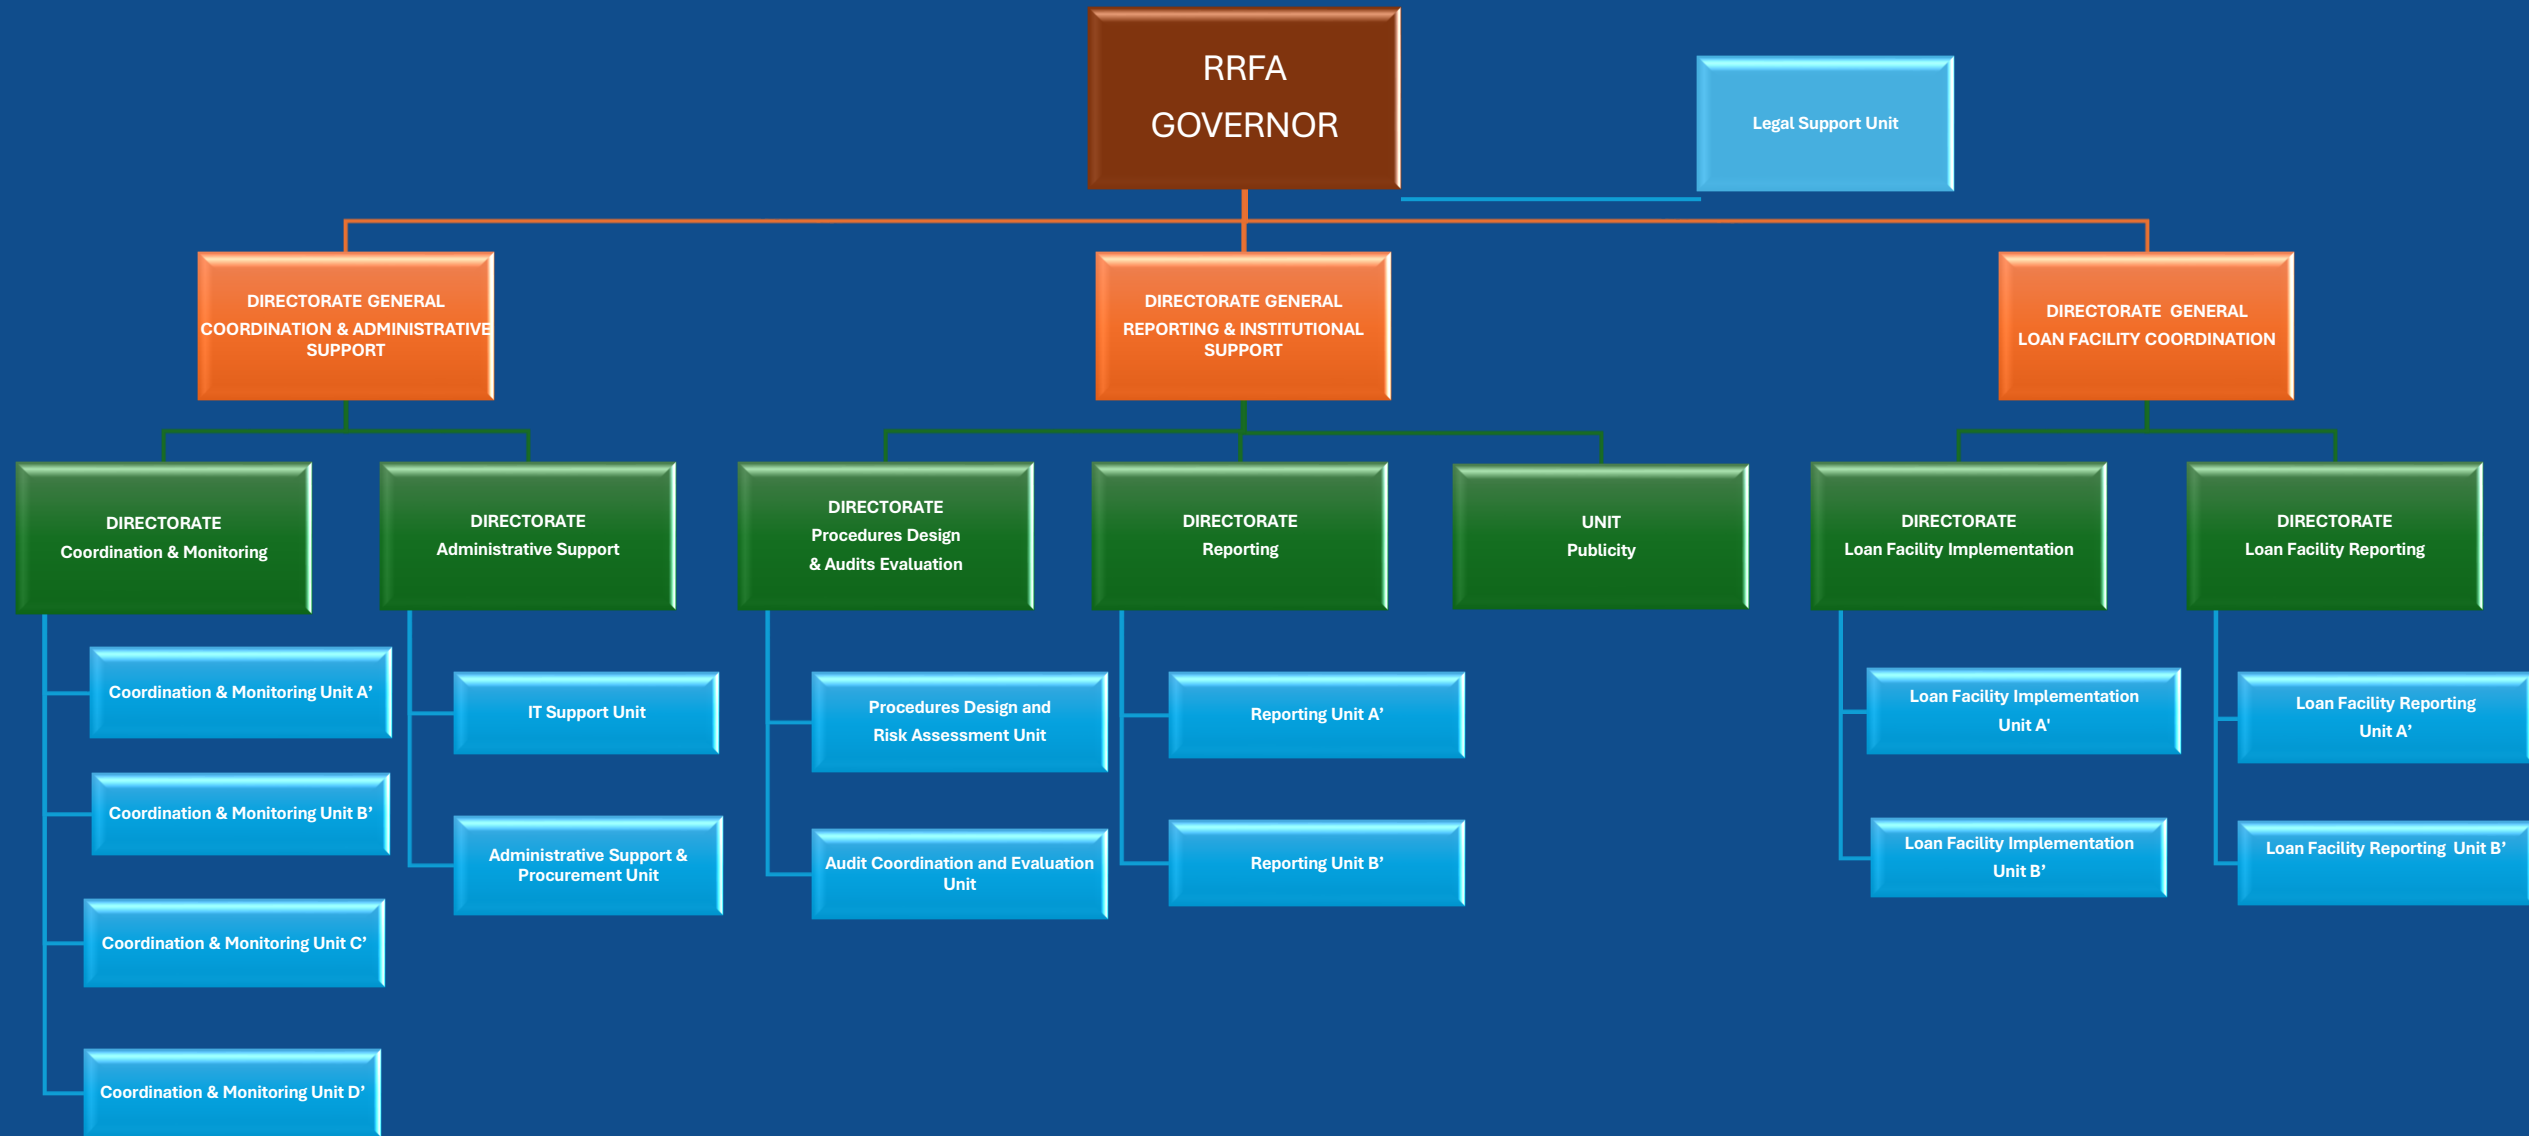 RRFA
GOVERNOR
Legal Support Unit
DIRECTORATE GENERAL
COORDINATION & ADMINISTRATIVE
SUPPORT
DIRECTORATE GENERAL
REPORTING & INSTITUTIONAL
SUPPORT
DIRECTORATE GENERAL
LOAN FACILITY COORDINATION
DIRECTORATE
Coordination & Monitoring
DIRECTORATE
Administrative Support
DIRECTORATE
Procedures Design
& Audits Evaluation
DIRECTORATE
Reporting
UNIT
Publicity
DIRECTORATE
Loan Facility Implementation
DIRECTORATE
Loan Facility Reporting
Coordination & Monitoring Unit A’
Coordination & Monitoring Unit B’
Coordination & Monitoring Unit C’
Coordination & Monitoring Unit D’
IT Support Unit
Administrative Support &
Procurement Unit
Procedures Design and
Risk Assessment Unit
Audit Coordination and Evaluation
Unit
Reporting Unit A’
Reporting Unit B’
Loan Facility Implementation
Unit A'
Loan Facility Implementation
Unit B’
Loan Facility Reporting
Unit A’
Loan Facility Reporting Unit B’